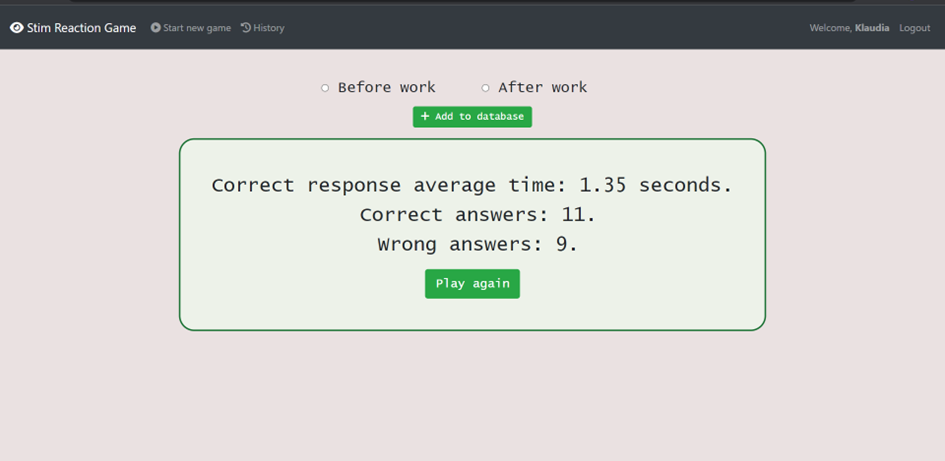 Stim Reaction Game Start new game History Welcome, Klaudia Logout
Before work After work
+ Add to database
Correct response average time: 1.35 seconds.
Correct answers: 11.
Wrong answers: 9.
Play again